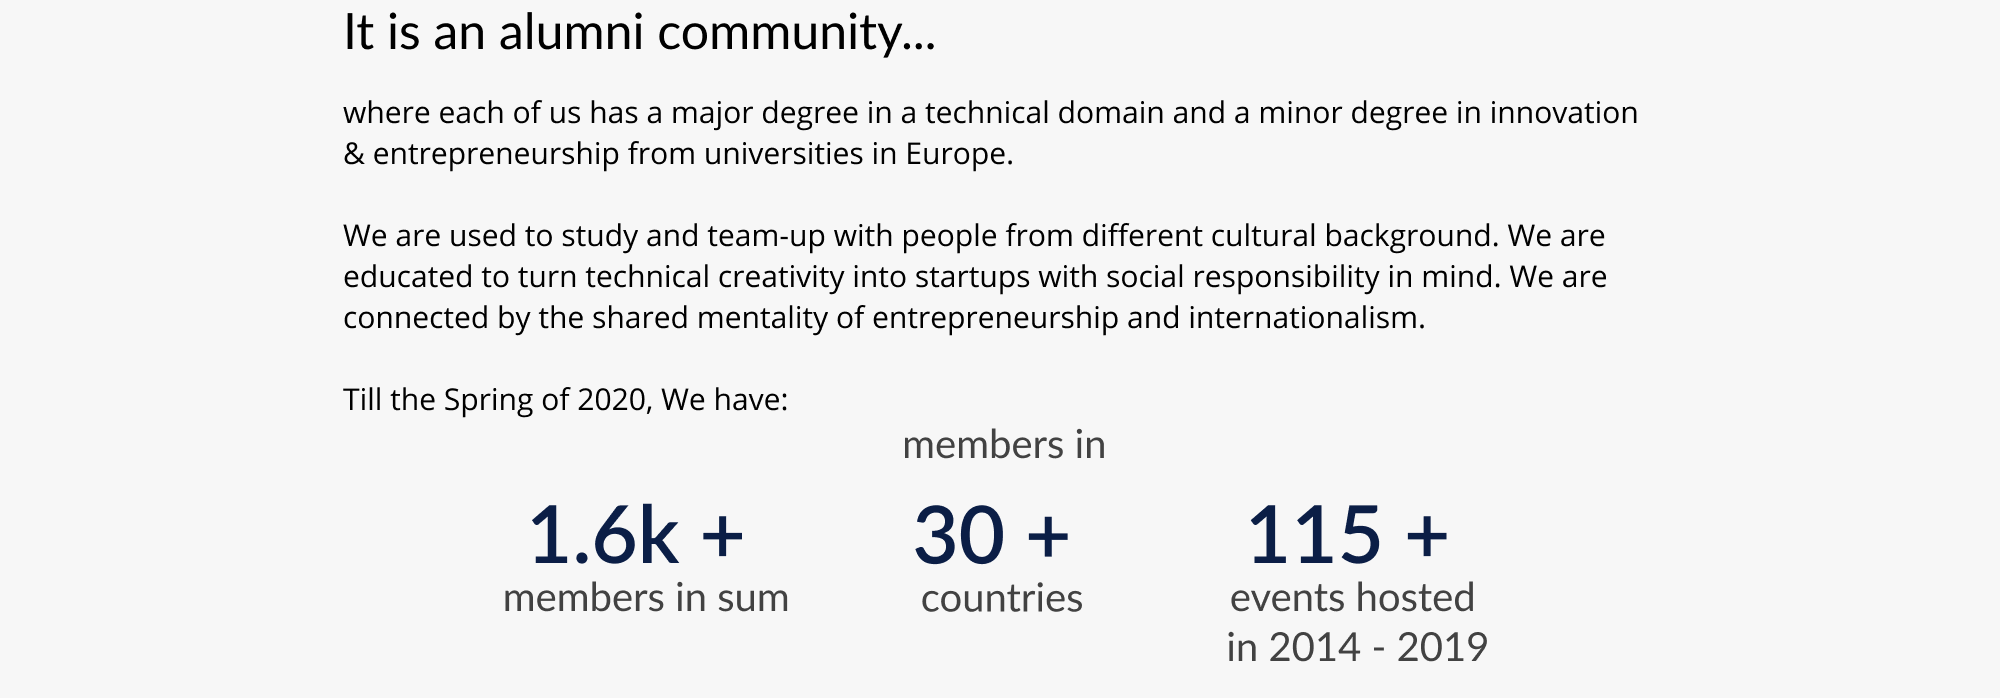 It is an alumni community...
where each of us has a major degree in a technical domain and a minor degree in innovation
& entrepreneurship from universities in Europe.
We are used to study and team-up with people from different cultural background. We are
educated to turn technical creativity into startups with social responsibility in mind. We are
connected by the shared mentality of entrepreneurship and internationalism.
Till the Spring of 2020, We have:
1.6k +
members in sum
members in
30 +
countries
115 +
events hosted
in 2014 - 2019